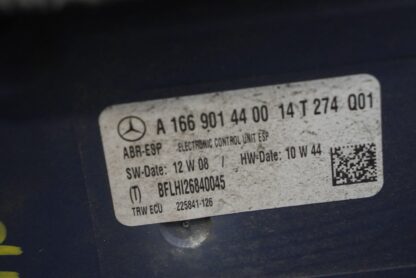 A 166 901 44 00 14 T 274 Q01
ABR-ESP ELECTRONIC CONTROL UNIT ESP
SW-Date: 12 W 08 / HW-Date: 10 W 44
(T) BFLHI26840045
TRW ECU 225841-126